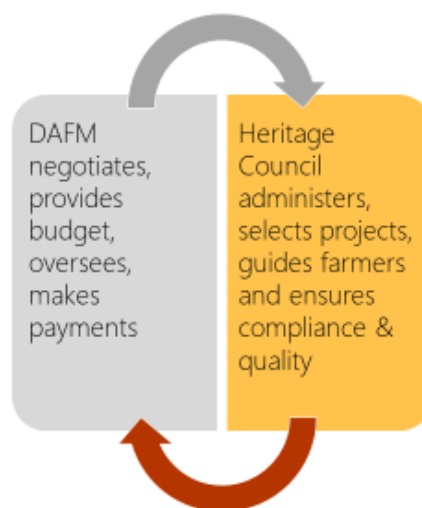 DAFM
negotiates,
provides
budget,
oversees,
makes
payments
Heritage
Council
administers,
selects projects,
guides farmers
and ensures
compliance &
quality